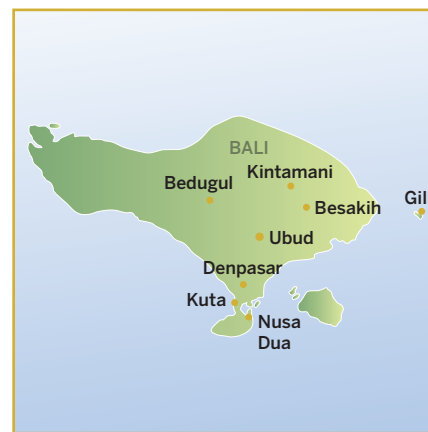 BALI
Kintamani
Bedugul
Besakih
Gil
Ubud
Denpasar
Kuta
Nusa
Dua